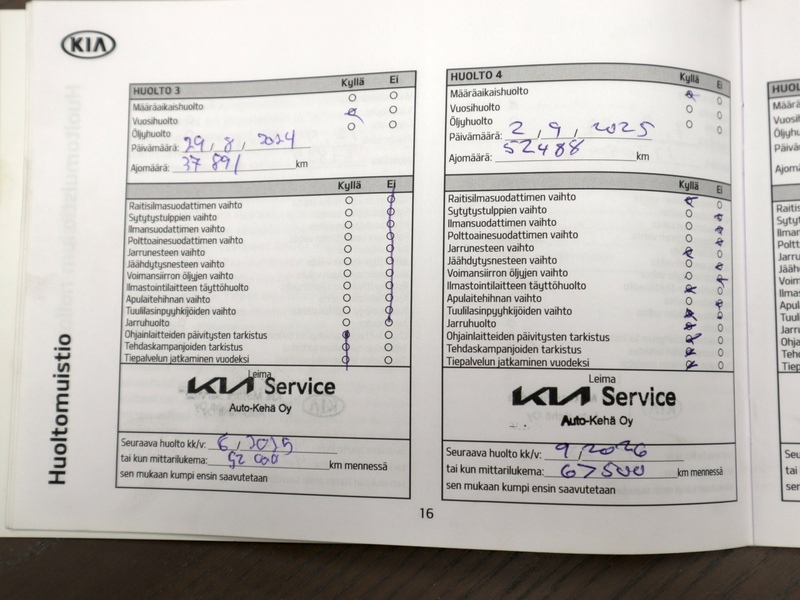 KIA
Huoltomuistio
HUOLTO 3 Kyllä Ei
Määräaikaishuolto
Vuosihuolto
Öljyhuolto
Päivämäärä: 29, 8, 2024
Ajomäärä: 37 891 km
Kyllä Ei
Raitisilmasuodattimen vaihto
Sytytystulppien vaihto
Ilmansuodattimen vaihto
Polttoainesuodattimen vaihto
Jarrunesteen vaihto
Jäähdytysnesteen vaihto
Voimansiirron öljyjen vaihto
Ilmastointilaitteen täyttöhuolto
Apulaitehihnan vaihto
Tuulilasinpyyhkijöiden vaihto
Jarruhuolto
Ohjainlaitteiden päivitysten tarkistus
Tehdaskampanjoiden tarkistus
Tiepalvelun jatkaminen vuodeksi
Leima
KIA Service
Auto-Kehä Oy
Seuraava huolto kk/v: 6, 2025
tai kun mittarilukema: 52 000 km mennessä
sen mukaan kumpi ensin saavutetaan
HUOLTO 4 Kyllä Ei
Määräaikaishuolto
Vuosihuolto
Öljyhuolto
Päivämäärä: 2, 9, 2025
Ajomäärä: 52488 km
Kyllä Ei
Raitisilmasuodattimen vaihto
Sytytystulppien vaihto
Ilmansuodattimen vaihto
Polttoainesuodattimen vaihto
Jarrunesteen vaihto
Jäähdytysnesteen vaihto
Voimansiirron öljyjen vaihto
Ilmastointilaitteen täyttöhuolto
Apulaitehihnan vaihto
Tuulilasinpyyhkijöiden vaihto
Jarruhuolto
Ohjainlaitteiden päivitysten tarkistus
Tehdaskampanjoiden tarkistus
Tiepalvelun jatkaminen vuodeksi
Leima
KIA Service
Auto-Kehä Oy
Seuraava huolto kk/v: 9, 2026
tai kun mittarilukema: 67500 km mennessä
sen mukaan kumpi ensin saavutetaan
16